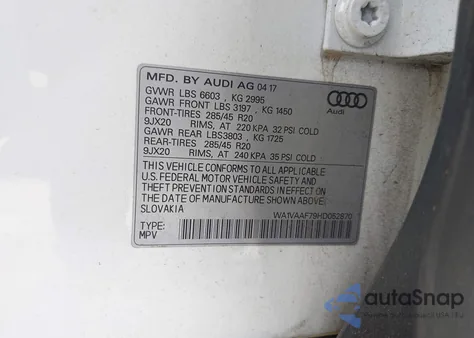 MFD. BY AUDI AG 04 17
GVWR LBS 6603 , KG 2995
GAWR FRONT LBS 3197 , KG 1450
FRONT-TIRES 285/45 R20
9JX20 RIMS, AT 220 KPA 32 PSI COLD
GAWR REAR LBS3803 , KG 1725
REAR-TIRES 285/45 R20
9JX20 RIMS, AT 240 KPA 35 PSI COLD
Audi
THIS VEHICLE CONFORMS TO ALL APPLICABLE
U.S. FEDERAL MOTOR VEHICLE SAFETY AND
THEFT PREVENTION STANDARDS IN EFFECT ON
THE DATE OF MANUFACTURE SHOWN ABOVE.
SLOVAKIA WA1VAAF79HD052870
TYPE:
MPV
autoSnap